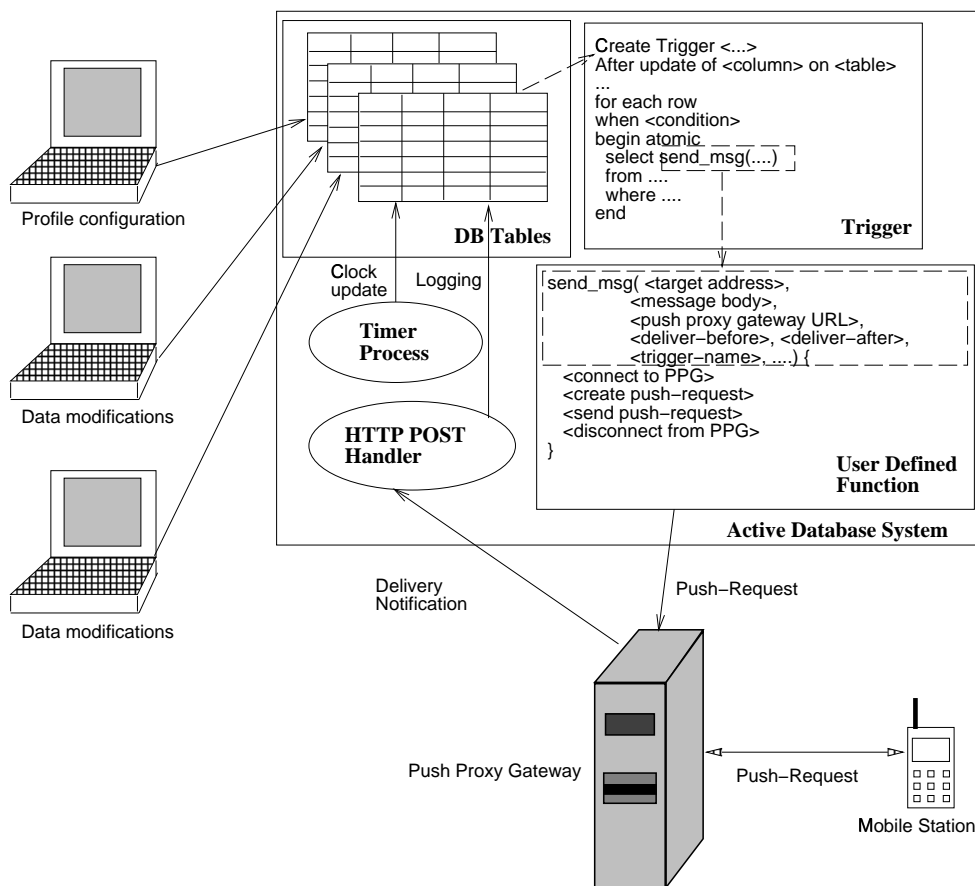 Create Trigger <...>
After update of <column> on <table>
...
for each row
when <condition>
begin atomic
select send_msg(....)
from ....
where ....
end
Trigger
DB Tables
Profile configuration
Clock
update
Logging
Timer
Process
send_msg( <target address>,
<message body>,
<push proxy gateway URL>,
<deliver−before>, <deliver−after>,
<trigger−name>, ....) {
<connect to PPG>
<create push−request>
<send push−request>
<disconnect from PPG>
}
User Defined
Function
Data modifications
HTTP POST
Handler
Active Database System
Data modifications
Delivery
Notification
Push−Request
Push Proxy Gateway
Push−Request
Mobile Station